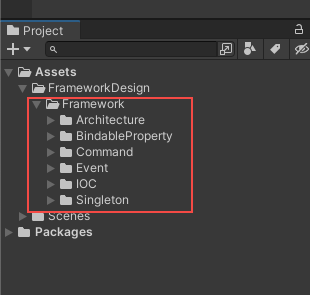 Project
Assets
FrameworkDesign
Framework
Architecture
BindableProperty
Command
Event
IOC
Singleton
Scenes
Packages